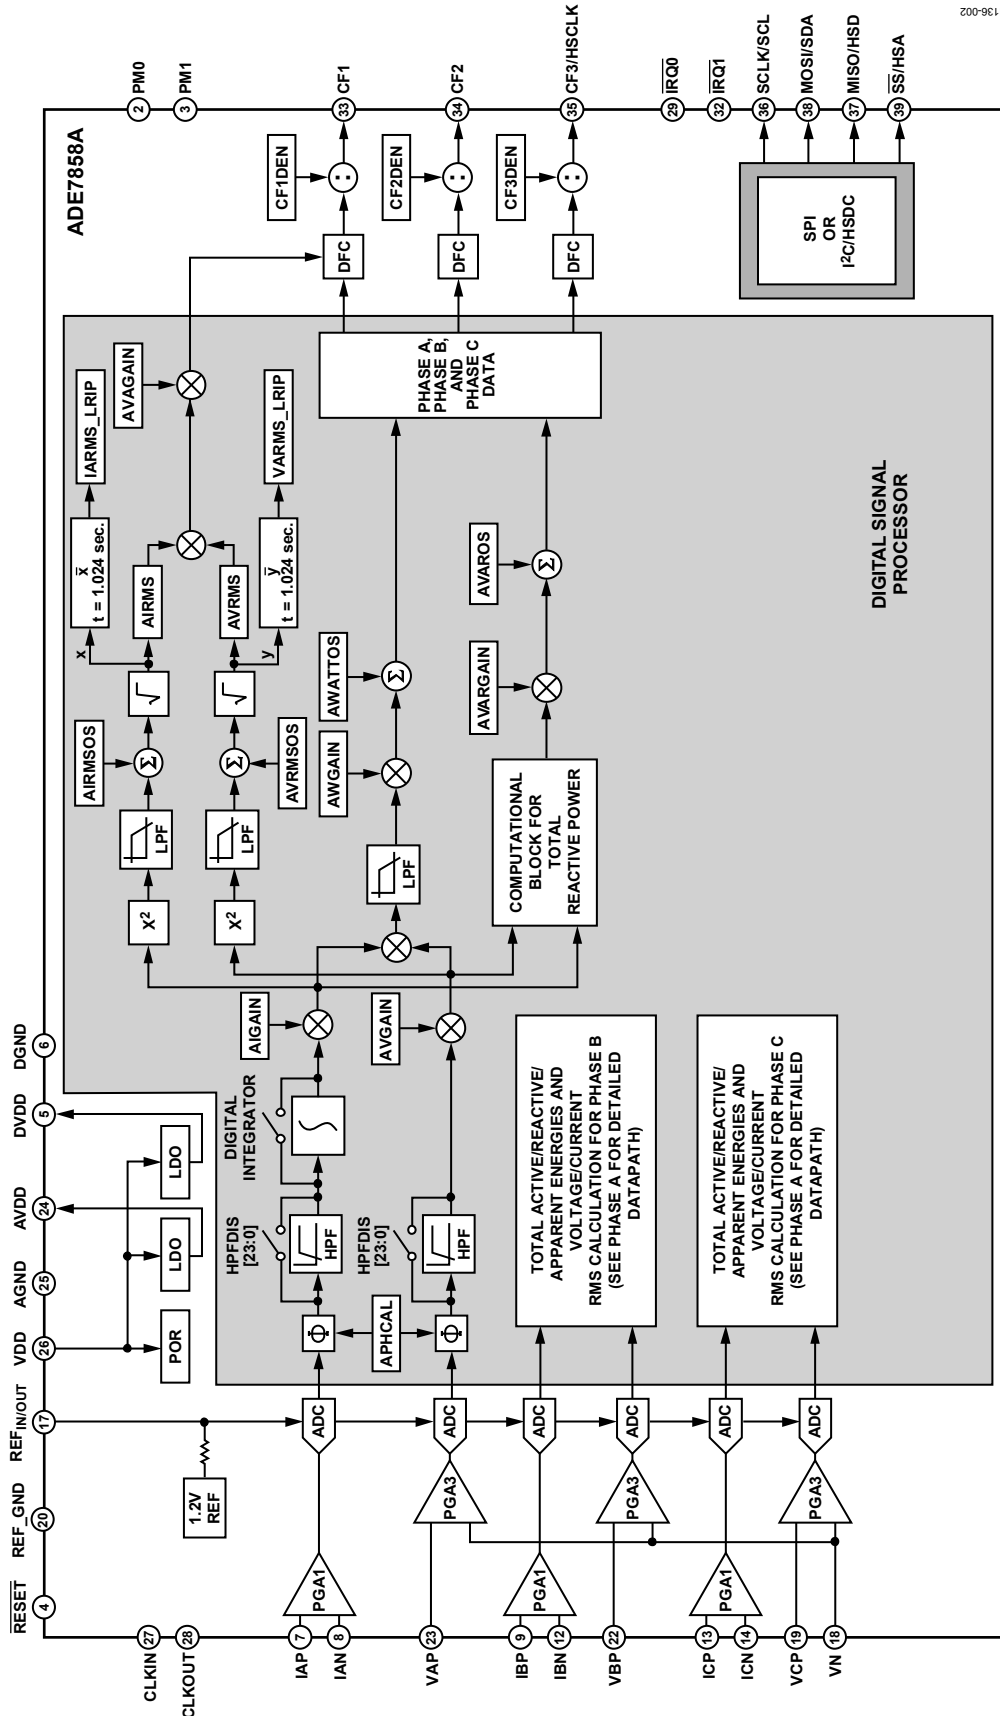 ADE7858A
RESET
4
REF_GND
20
REFIN/OUT
17
VDD
26
AGND
25
AVDD
24
DVDD
5
DGND
6
CLKIN
27
CLKOUT
28
1.2V
REF
POR
LDO
LDO
IAP
7
IAN
8
PGA1
ADC
VAP
23
PGA3
ADC
IBP
9
IBN
12
PGA1
ADC
VBP
22
PGA3
ADC
ICP
13
ICN
14
PGA1
ADC
VCP
19
VN
18
PGA3
ADC
Φ
APHCAL
Φ
HPFDIS
[23:0]
HPF
HPFDIS
[23:0]
HPF
DIGITAL
INTEGRATOR
AIGAIN
AVGAIN
X²
LPF
AIRMSOS
Σ
√
x
x̅
t = 1.024 sec.
IARMS_LRIP
AIRMS
X²
LPF
AVRMSOS
Σ
√
y
y̅
t = 1.024 sec.
VARMS_LRIP
AVRMS
AVAGAIN
LPF
AWGAIN
AWATTOS
Σ
COMPUTATIONAL
BLOCK FOR
TOTAL
REACTIVE POWER
AVARGAIN
AVAROS
Σ
TOTAL ACTIVE/REACTIVE/
APPARENT ENERGIES AND
VOLTAGE/CURRENT
RMS CALCULATION FOR PHASE B
(SEE PHASE A FOR DETAILED
DATAPATH)
TOTAL ACTIVE/REACTIVE/
APPARENT ENERGIES AND
VOLTAGE/CURRENT
RMS CALCULATION FOR PHASE C
(SEE PHASE A FOR DETAILED
DATAPATH)
DIGITAL SIGNAL
PROCESSOR
PHASE A,
PHASE B,
AND
PHASE C
DATA
DFC
CF1DEN
:
DFC
CF2DEN
:
DFC
CF3DEN
:
SPI
OR
I²C/HSDC
2
PM0
3
PM1
33
CF1
34
CF2
35
CF3/HSCLK
29
IRQ0
32
IRQ1
36
SCLK/SCL
38
MOSI/SDA
37
MISO/HSD
39
SS/HSA
136-002